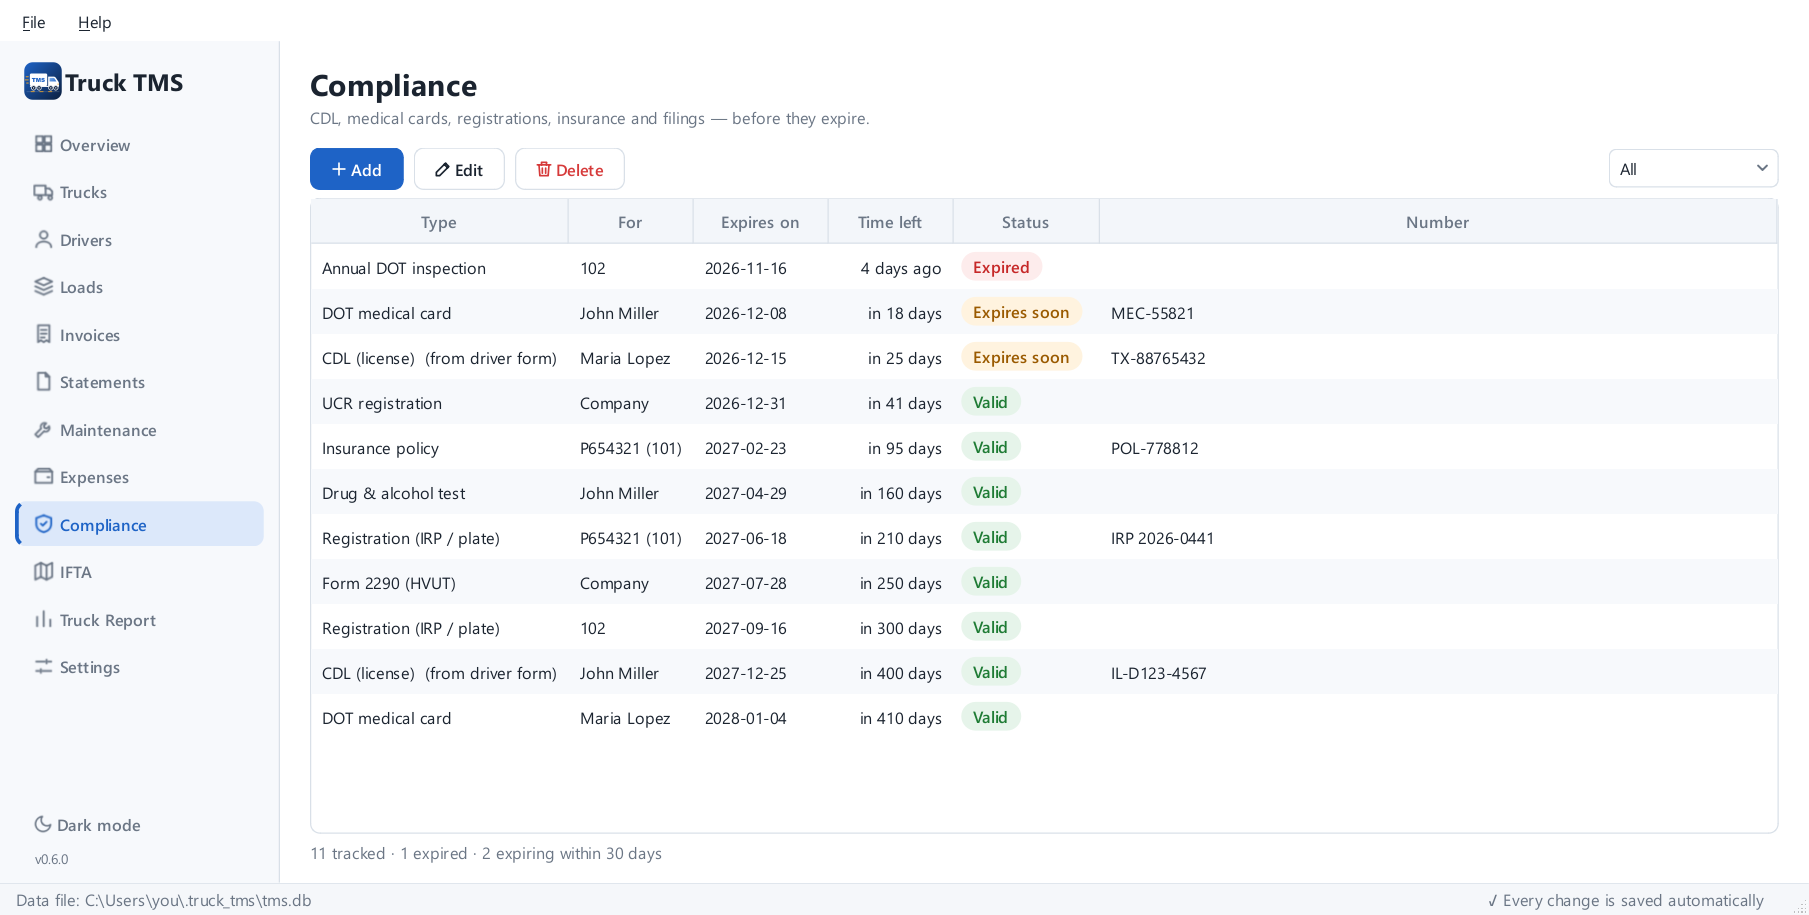 File Help
TMS Truck TMS
Overview
Trucks
Drivers
Loads
Invoices
Statements
Maintenance
Expenses
Compliance
IFTA
Truck Report
Settings
Dark mode
v0.6.0
Compliance
CDL, medical cards, registrations, insurance and filings — before they expire.
Add Edit Delete All
Type For Expires on Time left Status Number
Annual DOT inspection 102 2026-11-16 4 days ago Expired
DOT medical card John Miller 2026-12-08 in 18 days Expires soon MEC-55821
CDL (license) (from driver form) Maria Lopez 2026-12-15 in 25 days Expires soon TX-88765432
UCR registration Company 2026-12-31 in 41 days Valid
Insurance policy P654321 (101) 2027-02-23 in 95 days Valid POL-778812
Drug & alcohol test John Miller 2027-04-29 in 160 days Valid
Registration (IRP / plate) P654321 (101) 2027-06-18 in 210 days Valid IRP 2026-0441
Form 2290 (HVUT) Company 2027-07-28 in 250 days Valid
Registration (IRP / plate) 102 2027-09-16 in 300 days Valid
CDL (license) (from driver form) John Miller 2027-12-25 in 400 days Valid IL-D123-4567
DOT medical card Maria Lopez 2028-01-04 in 410 days Valid
11 tracked · 1 expired · 2 expiring within 30 days
Data file: C:\Users\you\.truck_tms\tms.db ✓ Every change is saved automatically